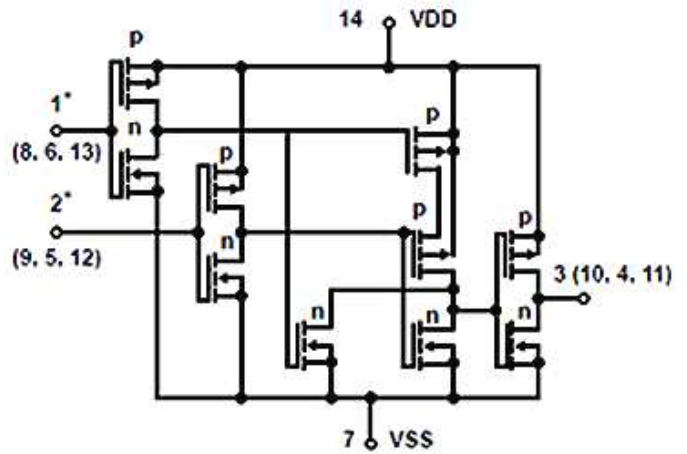 14 VDD
p
1*
n
(8, 6, 13)
p
p
2*
n
p
p
(9, 5, 12)
n
n
n
3 (10, 4, 11)
7 VSS